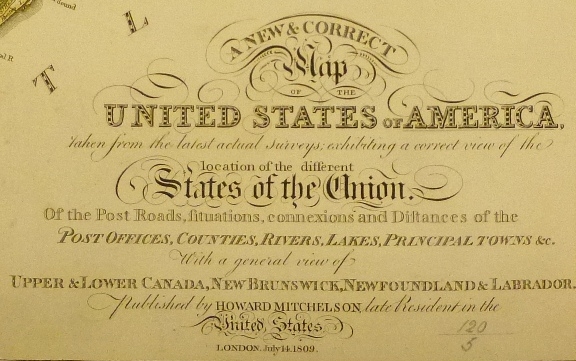 T L
A NEW & CORRECT
Map
OF THE
UNITED STATES OF AMERICA,
taken from the latest actual surveys, exhibiting a correct view of the
location of the different
States of the Union.
Of the Post Roads, situations, connexions and Distances of the
POST OFFICES, COUNTIES, RIVERS, LAKES, PRINCIPAL TOWNS &c.
With a general view of
UPPER & LOWER CANADA, NEW BRUNSWICK, NEWFOUNDLAND & LABRADOR.
Published by HOWARD MITCHELSON, late Resident in the
United States
LONDON. July 14. 1809.
120
5